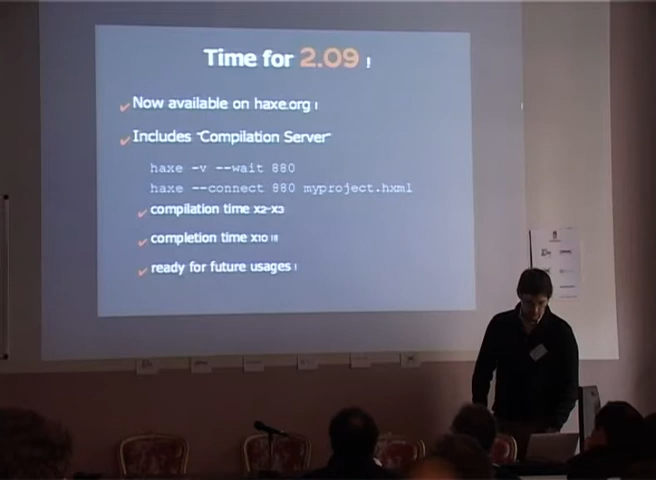 Time for 2.09 !
Now available on haxe.org !
Includes "Compilation Server"
haxe -v --wait 880
haxe --connect 880 myproject.hxml
compilation time x2-x3
completion time x10 !!!
ready for future usages !